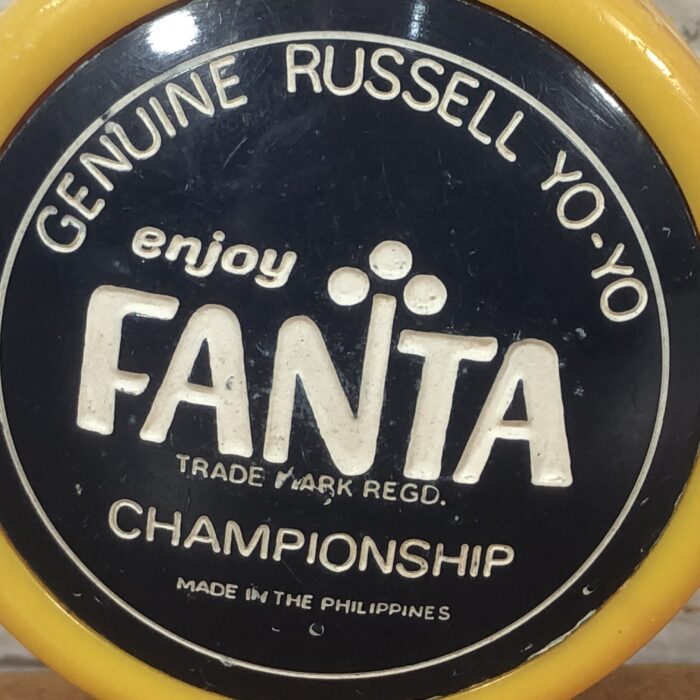 GENUINE RUSSELL YO-YO
enjoy
FANTA
TRADE MARK REGD.
CHAMPIONSHIP
MADE IN THE PHILIPPINES